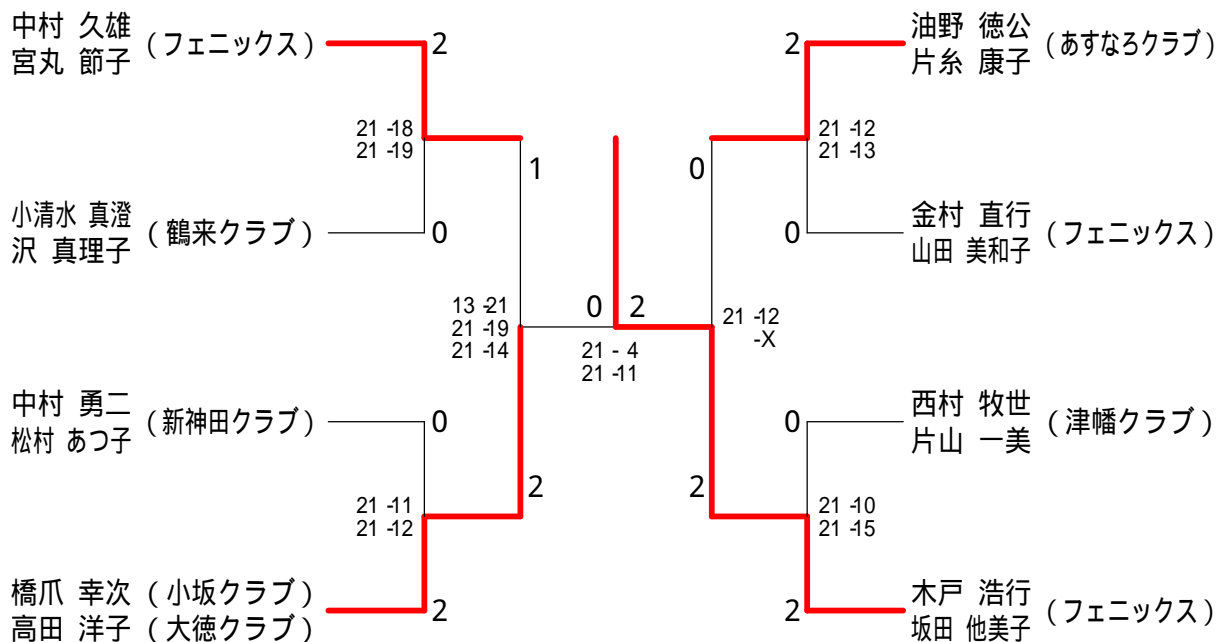 中村 久雄
宮丸 節子
(フェニックス)
2
21 -18
21 -19
小清水 真澄
沢 真理子
(鶴来クラブ)
0
1
13 -21
21 -19
21 -14
中村 勇二
松村 あつ子
(新神田クラブ)
0
2
21 -11
21 -12
橋爪 幸次 (小坂クラブ)
高田 洋子 (大徳クラブ)
2
0 2
21 - 4
21 -11
油野 徳公
片糸 康子
(あすなろクラブ)
2
21 -12
21 -13
0
金村 直行
山田 美和子
(フェニックス)
0
21 -12
-X
西村 牧世
片山 一美
(津幡クラブ)
0
2
21 -10
21 -15
木戸 浩行
坂田 他美子
(フェニックス)
2